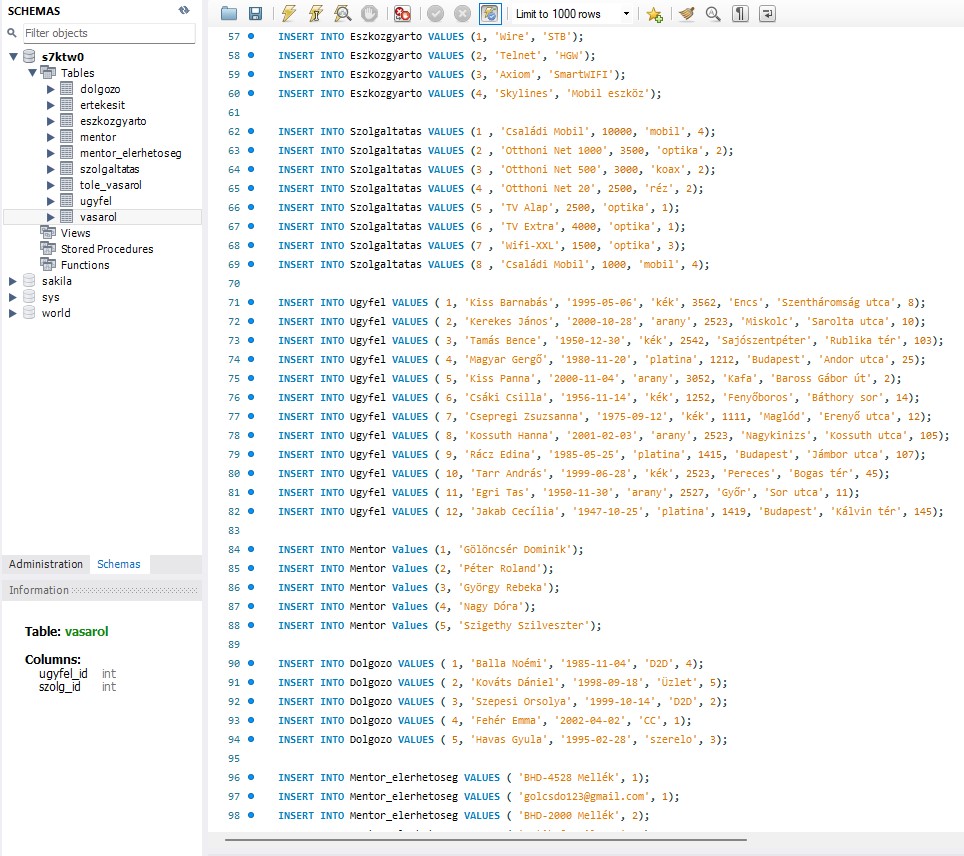 SCHEMAS
Filter objects
s7ktw0
Tables
dolgozo
ertekesit
eszkozgyarto
mentor
mentor_elerhetoseg
szolgaltatas
tole_vasarol
ugyfel
vasarol
Views
Stored Procedures
Functions
sakila
sys
world
Administration Schemas
Information
Table: vasarol
Columns:
ugyfel_id int
szolg_id int
Limit to 1000 rows
57 INSERT INTO Eszkozgyarto VALUES (1, 'Wire', 'STB');
58 INSERT INTO Eszkozgyarto VALUES (2, 'Telnet', 'HGW');
59 INSERT INTO Eszkozgyarto VALUES (3, 'Axiom', 'SmartWIFI');
60 INSERT INTO Eszkozgyarto VALUES (4, 'Skylines', 'Mobil eszköz');
61
62 INSERT INTO Szolgaltatas VALUES (1 , 'Családi Mobil', 10000, 'mobil', 4);
63 INSERT INTO Szolgaltatas VALUES (2 , 'Otthoni Net 1000', 3500, 'optika', 2);
64 INSERT INTO Szolgaltatas VALUES (3 , 'Otthoni Net 500', 3000, 'koax', 2);
65 INSERT INTO Szolgaltatas VALUES (4 , 'Otthoni Net 20', 2500, 'réz', 2);
66 INSERT INTO Szolgaltatas VALUES (5 , 'TV Alap', 2500, 'optika', 1);
67 INSERT INTO Szolgaltatas VALUES (6 , 'TV Extra', 4000, 'optika', 1);
68 INSERT INTO Szolgaltatas VALUES (7 , 'Wifi-XXL', 1500, 'optika', 3);
69 INSERT INTO Szolgaltatas VALUES (8 , 'Családi Mobil', 1000, 'mobil', 4);
70
71 INSERT INTO Ugyfel VALUES ( 1, 'Kiss Barnabás', '1995-05-06', 'kék', 3562, 'Encs', 'Szentháromság utca', 8);
72 INSERT INTO Ugyfel VALUES ( 2, 'Kerekes János', '2000-10-28', 'arany', 2523, 'Miskolc', 'Sarolta utca', 10);
73 INSERT INTO Ugyfel VALUES ( 3, 'Tamás Bence', '1950-12-30', 'kék', 2542, 'Sajószentpéter', 'Rublika tér', 103);
74 INSERT INTO Ugyfel VALUES ( 4, 'Magyar Gergő', '1980-11-20', 'platina', 1212, 'Budapest', 'Andor utca', 25);
75 INSERT INTO Ugyfel VALUES ( 5, 'Kiss Panna', '2000-11-04', 'arany', 3052, 'Kafa', 'Baross Gábor út', 2);
76 INSERT INTO Ugyfel VALUES ( 6, 'Csáki Csilla', '1956-11-14', 'kék', 1252, 'Fenyőboros', 'Báthory sor', 14);
77 INSERT INTO Ugyfel VALUES ( 7, 'Csepregi Zsuzsanna', '1975-09-12', 'kék', 1111, 'Maglód', 'Erenyő utca', 12);
78 INSERT INTO Ugyfel VALUES ( 8, 'Kossuth Hanna', '2001-02-03', 'arany', 2523, 'Nagykinizs', 'Kossuth utca', 105);
79 INSERT INTO Ugyfel VALUES ( 9, 'Rácz Edina', '1985-05-25', 'platina', 1415, 'Budapest', 'Jámbor utca', 107);
80 INSERT INTO Ugyfel VALUES ( 10, 'Tarr András', '1999-06-28', 'kék', 2523, 'Pereces', 'Bogas tér', 45);
81 INSERT INTO Ugyfel VALUES ( 11, 'Egri Tas', '1950-11-30', 'arany', 2527, 'Győr', 'Sor utca', 11);
82 INSERT INTO Ugyfel VALUES ( 12, 'Jakab Cecília', '1947-10-25', 'platina', 1419, 'Budapest', 'Kálvin tér', 145);
83
84 INSERT INTO Mentor Values (1, 'Gölöncsér Dominik');
85 INSERT INTO Mentor Values (2, 'Péter Roland');
86 INSERT INTO Mentor Values (3, 'György Rebeka');
87 INSERT INTO Mentor Values (4, 'Nagy Dóra');
88 INSERT INTO Mentor Values (5, 'Szigethy Szilveszter');
89
90 INSERT INTO Dolgozo VALUES ( 1, 'Balla Noémi', '1985-11-04', 'D2D', 4);
91 INSERT INTO Dolgozo VALUES ( 2, 'Kováts Dániel', '1998-09-18', 'Üzlet', 5);
92 INSERT INTO Dolgozo VALUES ( 3, 'Szepesi Orsolya', '1999-10-14', 'D2D', 2);
93 INSERT INTO Dolgozo VALUES ( 4, 'Fehér Emma', '2002-04-02', 'CC', 1);
94 INSERT INTO Dolgozo VALUES ( 5, 'Havas Gyula', '1995-02-28', 'szerelo', 3);
95
96 INSERT INTO Mentor_elerhetoseg VALUES ( 'BHD-4528 Mellék', 1);
97 INSERT INTO Mentor_elerhetoseg VALUES ( 'golcsdo123@gmail.com', 1);
98 INSERT INTO Mentor_elerhetoseg VALUES ( 'BHD-2000 Mellék', 2);